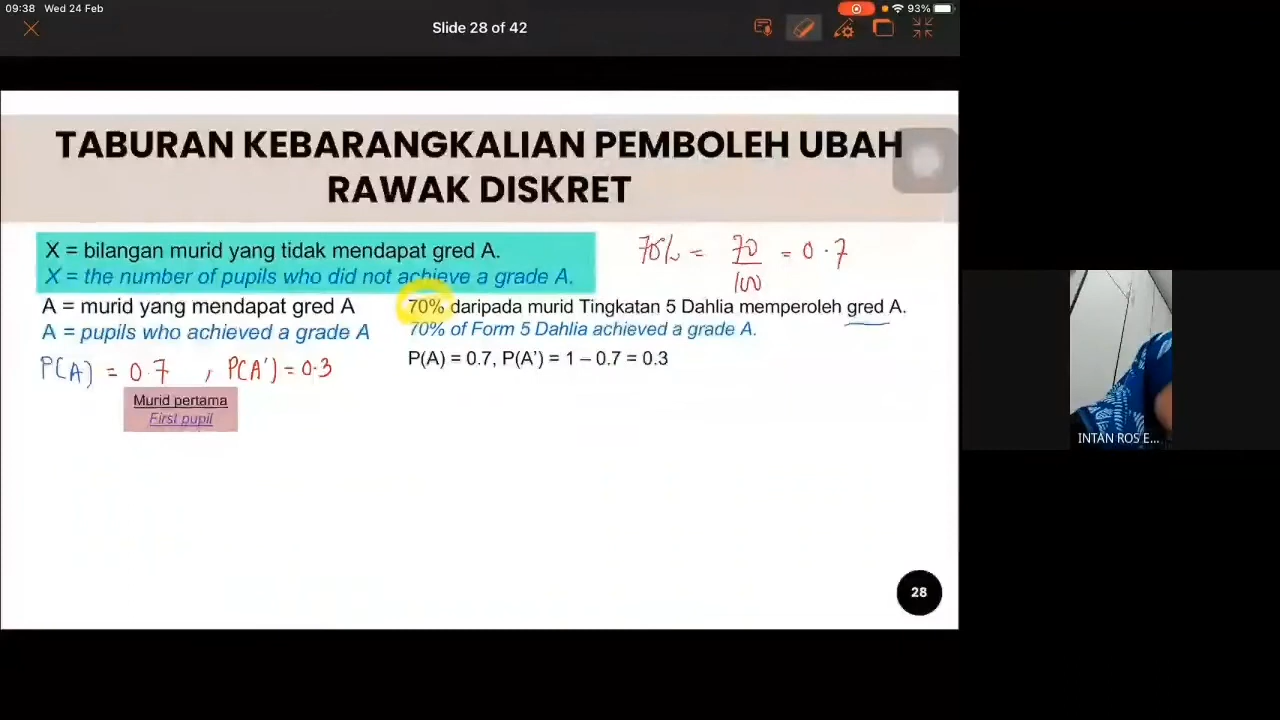 09:38 Wed 24 Feb
93%
Slide 28 of 42
TABURAN KEBARANGKALIAN PEMBOLEH UBAH
RAWAK DISKRET
X = bilangan murid yang tidak mendapat gred A.
X = the number of pupils who did not achieve a grade A.
70% = 70/100 = 0.7
A = murid yang mendapat gred A
A = pupils who achieved a grade A
70% daripada murid Tingkatan 5 Dahlia memperoleh gred A.
70% of Form 5 Dahlia achieved a grade A.
P(A) = 0.7, P(A’) = 1 – 0.7 = 0.3
P(A) = 0.7 , P(A') = 0.3
Murid pertama
First pupil
INTAN ROS E...
28